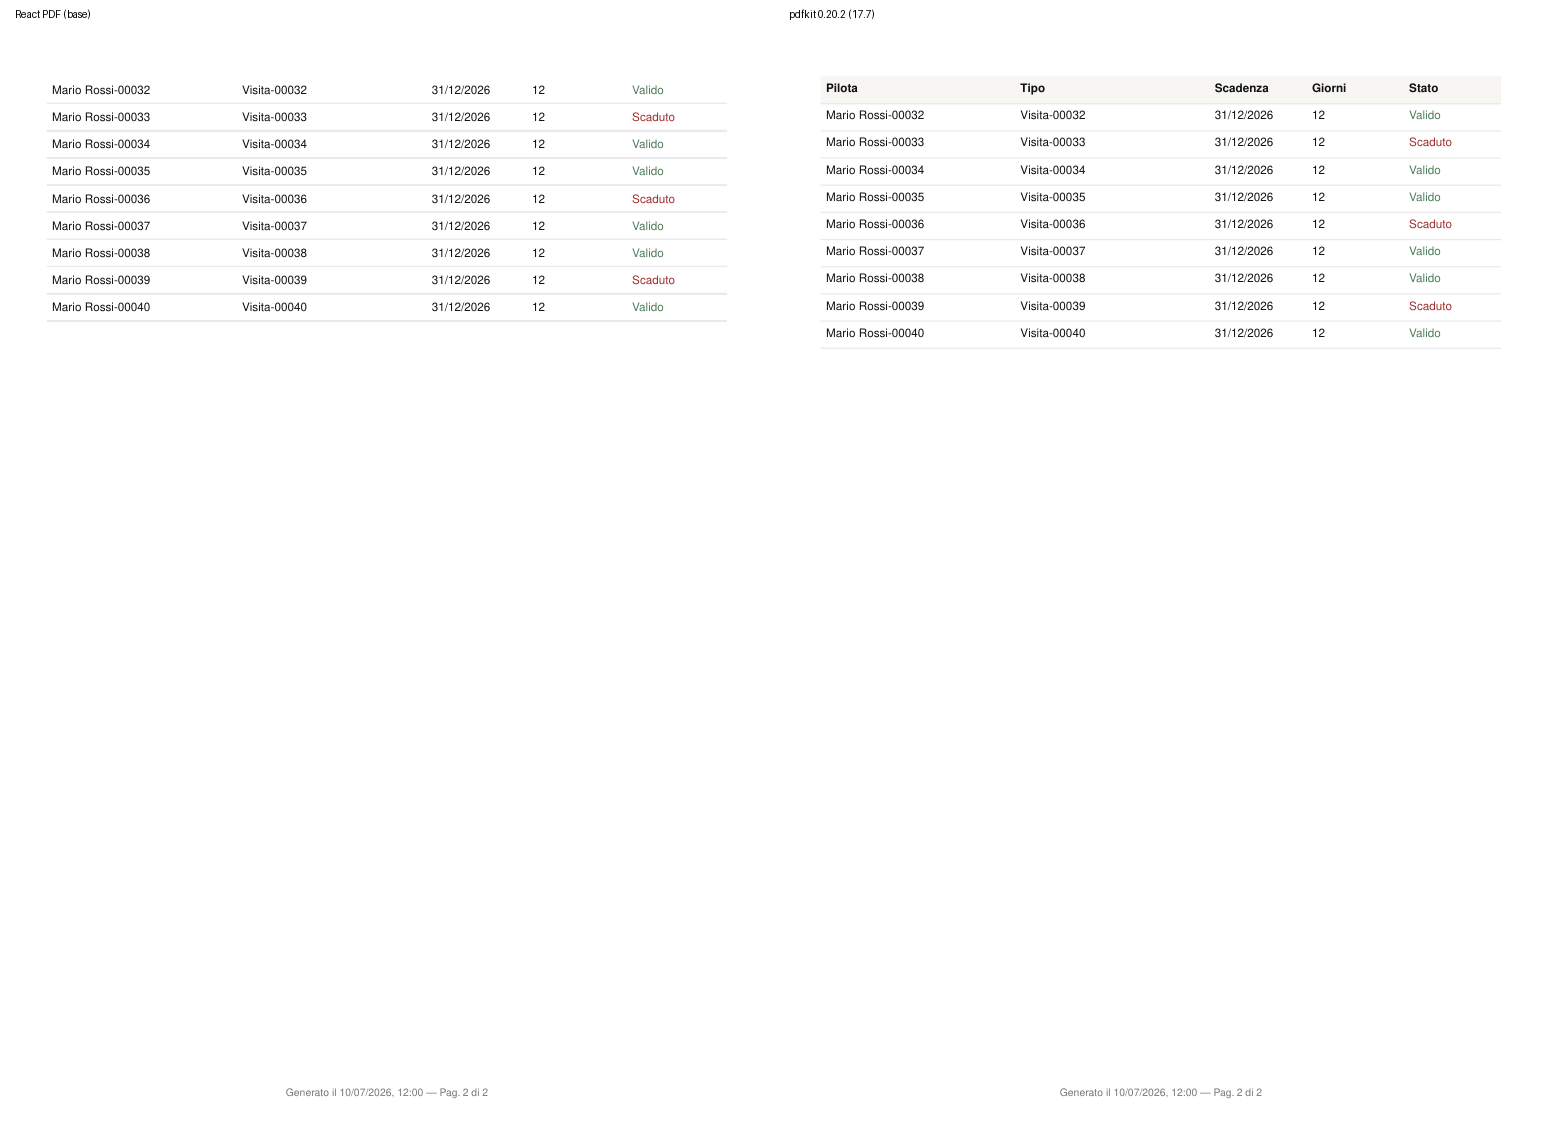 React PDF (base)
Mario Rossi-00032 Visita-00032 31/12/2026 12 Valido
Mario Rossi-00033 Visita-00033 31/12/2026 12 Scaduto
Mario Rossi-00034 Visita-00034 31/12/2026 12 Valido
Mario Rossi-00035 Visita-00035 31/12/2026 12 Valido
Mario Rossi-00036 Visita-00036 31/12/2026 12 Scaduto
Mario Rossi-00037 Visita-00037 31/12/2026 12 Valido
Mario Rossi-00038 Visita-00038 31/12/2026 12 Valido
Mario Rossi-00039 Visita-00039 31/12/2026 12 Scaduto
Mario Rossi-00040 Visita-00040 31/12/2026 12 Valido
Generato il 10/07/2026, 12:00 — Pag. 2 di 2
pdfkit 0.20.2 (17.7)
Pilota Tipo Scadenza Giorni Stato
Mario Rossi-00032 Visita-00032 31/12/2026 12 Valido
Mario Rossi-00033 Visita-00033 31/12/2026 12 Scaduto
Mario Rossi-00034 Visita-00034 31/12/2026 12 Valido
Mario Rossi-00035 Visita-00035 31/12/2026 12 Valido
Mario Rossi-00036 Visita-00036 31/12/2026 12 Scaduto
Mario Rossi-00037 Visita-00037 31/12/2026 12 Valido
Mario Rossi-00038 Visita-00038 31/12/2026 12 Valido
Mario Rossi-00039 Visita-00039 31/12/2026 12 Scaduto
Mario Rossi-00040 Visita-00040 31/12/2026 12 Valido
Generato il 10/07/2026, 12:00 — Pag. 2 di 2